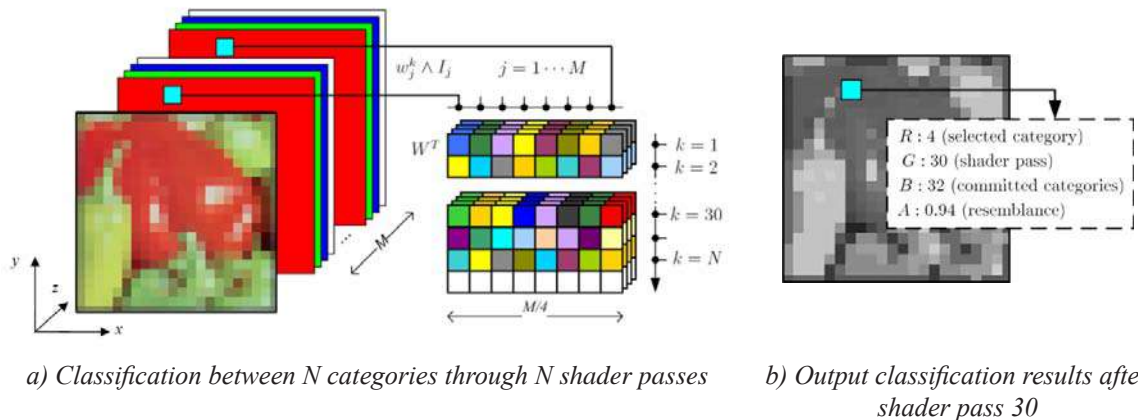 w_j^k ∧ I_j
j = 1 ⋯ M
W^T
k = 1
k = 2
k = 30
k = N
M
...
M/4
y
z
x
R : 4 (selected category)
G : 30 (shader pass)
B : 32 (committed categories)
A : 0.94 (resemblance)
a) Classification between N categories through N shader passes
b) Output classification results after
shader pass 30